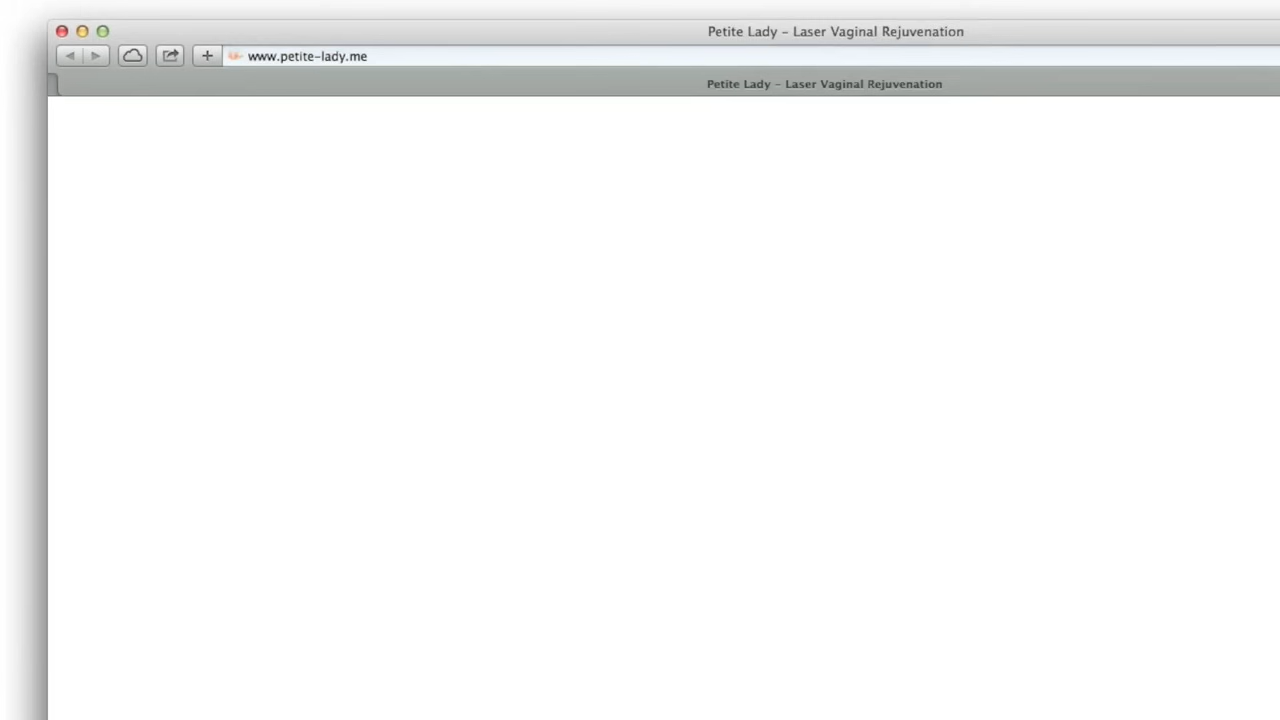 Petite Lady - Laser Vaginal Rejuvenation
www.petite-lady.me
Petite Lady - Laser Vaginal Rejuvenation